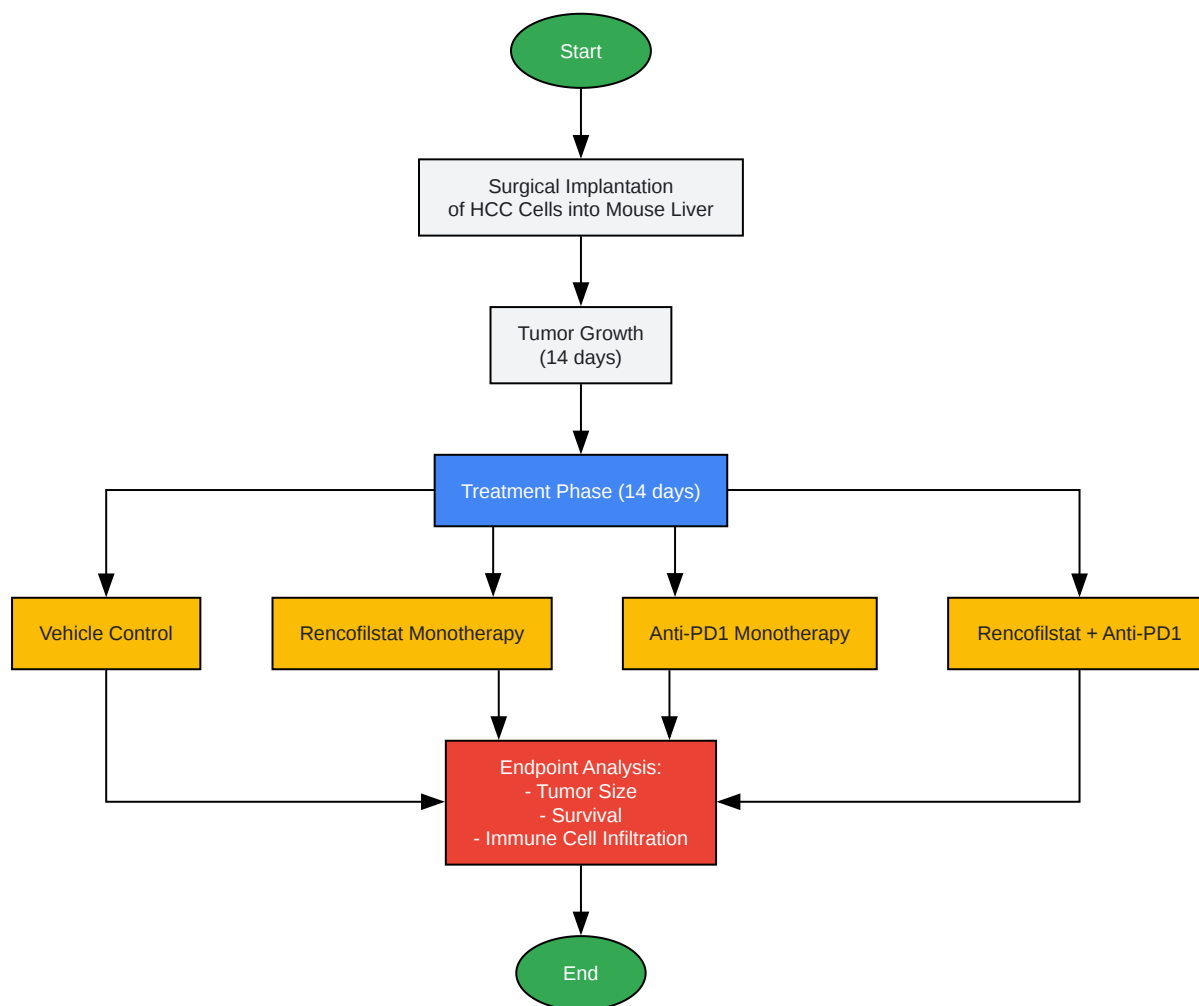 Start
Surgical Implantation
of HCC Cells into Mouse Liver
Tumor Growth
(14 days)
Treatment Phase (14 days)
Vehicle Control
Rencofilstat Monotherapy
Anti-PD1 Monotherapy
Rencofilstat + Anti-PD1
Endpoint Analysis:
- Tumor Size
- Survival
- Immune Cell Infiltration
End